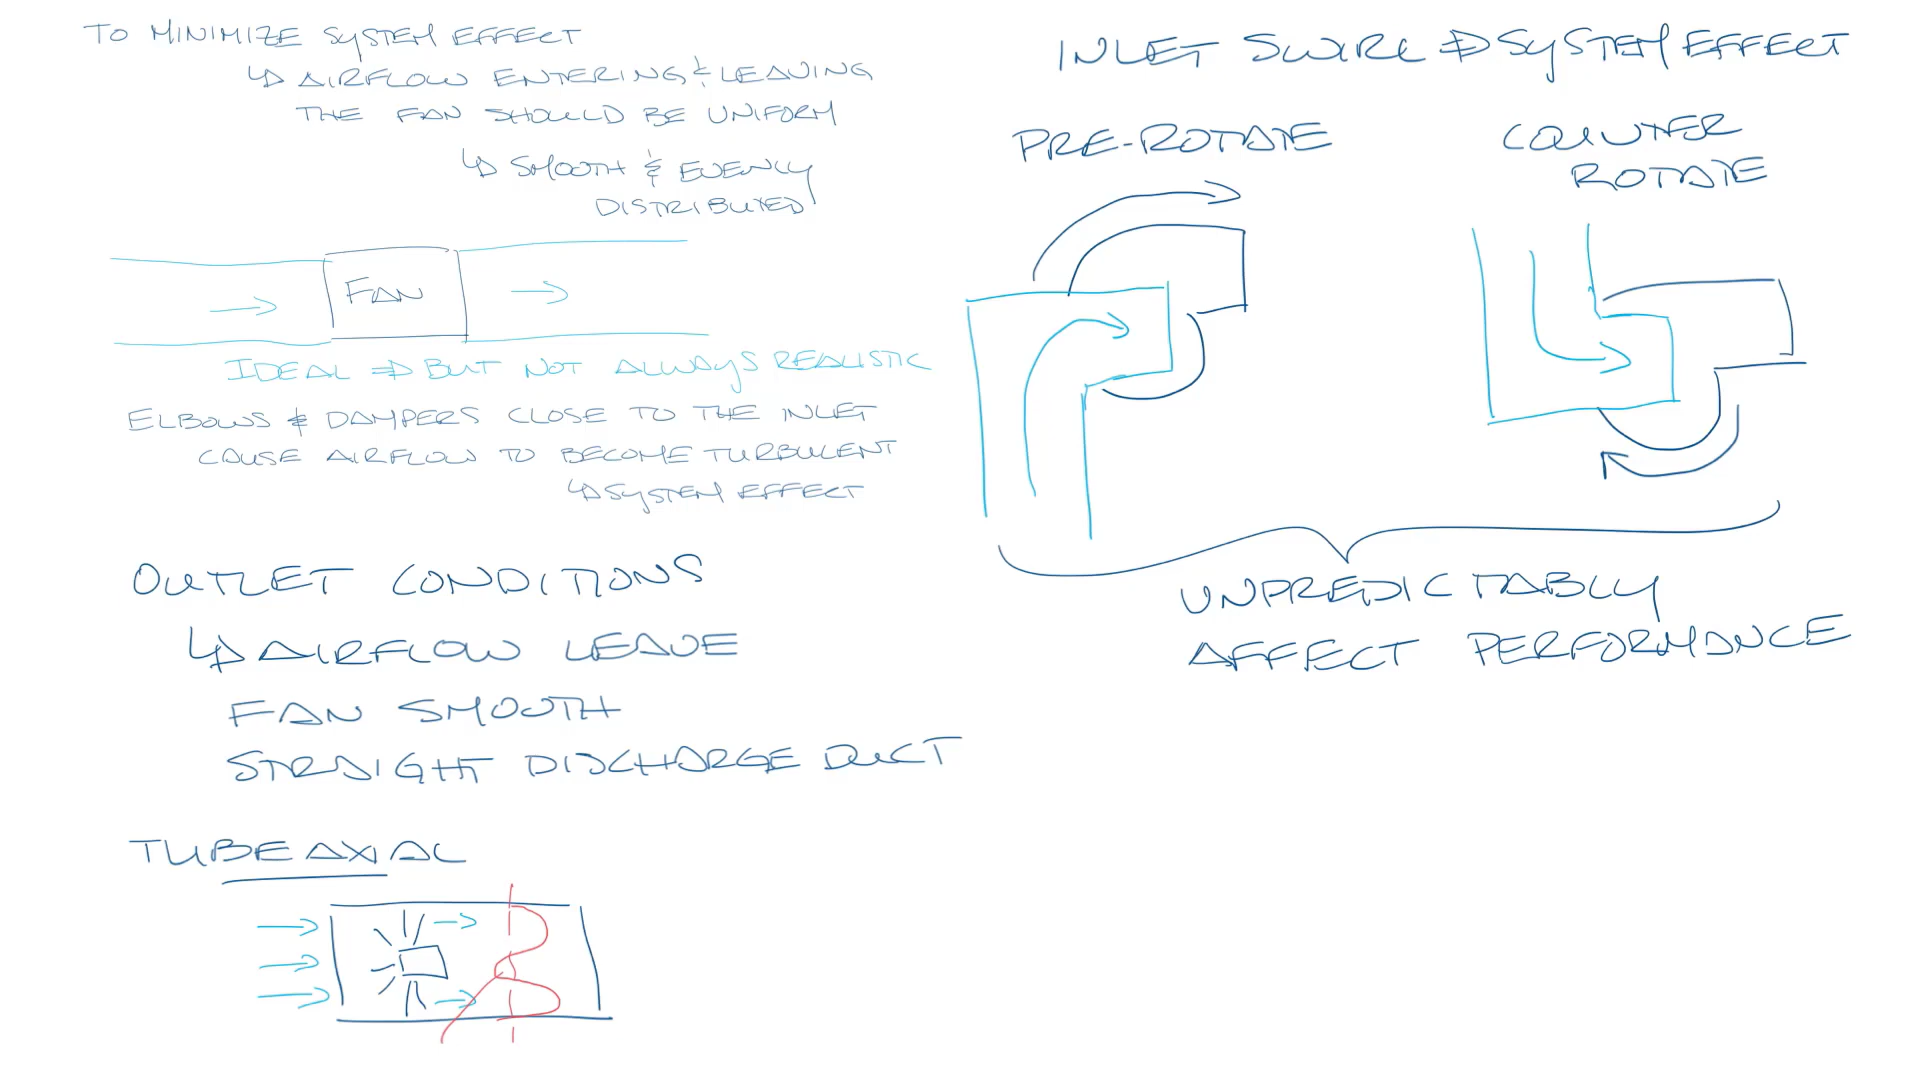 TO MINIMIZE SYSTEM EFFECT
↳ AIRFLOW ENTERING & LEAVING
THE FAN SHOULD BE UNIFORM
↳ SMOOTH & EVENLY
DISTRIBUTED
FAN
IDEAL ⇒ BUT NOT ALWAYS REALISTIC
ELBOWS & DAMPERS CLOSE TO THE INLET
CAUSE AIRFLOW TO BECOME TURBULENT
↳ SYSTEM EFFECT
OUTLET CONDITIONS
↳ AIRFLOW LEAVE
FAN SMOOTH
STRAIGHT DISCHARGE DUCT
TUBEAXIAL
INLET SWIRL ⇒ SYSTEM EFFECT
PRE-ROTATE
COUNTER
ROTATE
UNPREDICTABLY
AFFECT PERFORMANCE